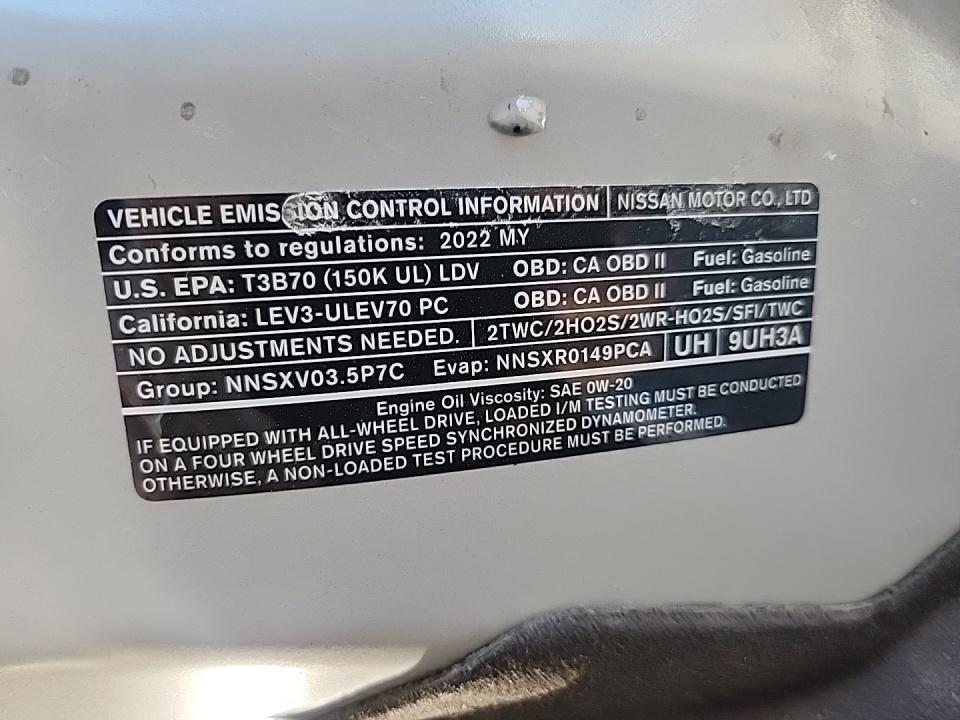 VEHICLE EMISSION CONTROL INFORMATION NISSAN MOTOR CO., LTD
Conforms to regulations: 2022 MY
U.S. EPA: T3B70 (150K UL) LDV OBD: CA OBD II Fuel: Gasoline
California: LEV3-ULEV70 PC OBD: CA OBD II Fuel: Gasoline
NO ADJUSTMENTS NEEDED. 2TWC/2HO2S/2WR-HO2S/SFI/TWC
Group: NNSXV03.5P7C Evap: NNSXR0149PCA UH 9UH3A
Engine Oil Viscosity: SAE 0W-20
IF EQUIPPED WITH ALL-WHEEL DRIVE, LOADED I/M TESTING MUST BE CONDUCTED
ON A FOUR WHEEL DRIVE SPEED SYNCHRONIZED DYNAMOMETER.
OTHERWISE, A NON-LOADED TEST PROCEDURE MUST BE PERFORMED.